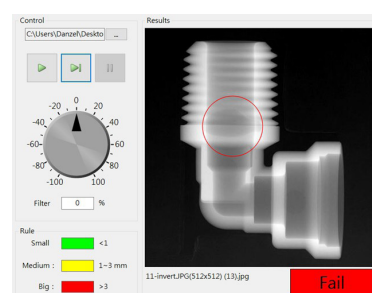 Control
C:\Users\Danzel\Deskto ...
-20 0 20
-40 40
-60 60
-80 80
-100 100
Filter 0 %
Rule
Small <1
Medium : 1~3 mm
Big : >3
Results
11-invert.JPG(512x512) (13).jpg
Fail